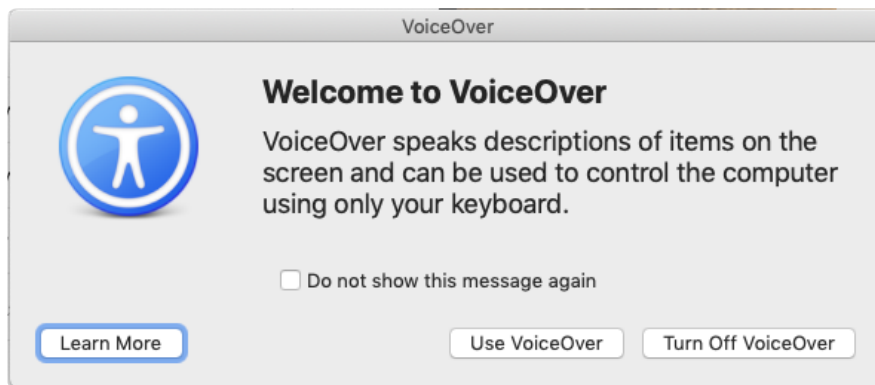 VoiceOver
Welcome to VoiceOver
VoiceOver speaks descriptions of items on the
screen and can be used to control the computer
using only your keyboard.
Do not show this message again
Learn More
Use VoiceOver
Turn Off VoiceOver